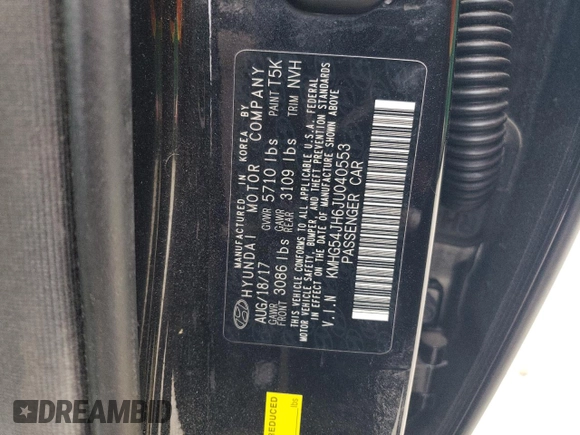 MANUFACTURED IN KOREA BY
HYUNDAI MOTOR COMPANY
AUG/18/17 GVWR 5710 lbs PAINT T5K
GAWR FRONT 3086 lbs GAWR REAR 3109 lbs TRIM NVH
THIS VEHICLE CONFORMS TO ALL APPLICABLE U.S.A. FEDERAL
MOTOR VEHICLE SAFETY, BUMPER, AND THEFT PREVENTION STANDARDS
IN EFFECT ON THE DATE OF MANUFACTURE SHOWN ABOVE
V.I.N KMHG54JH6JU040553
PASSENGER CAR
REDUCED
lbs
DREAMBID